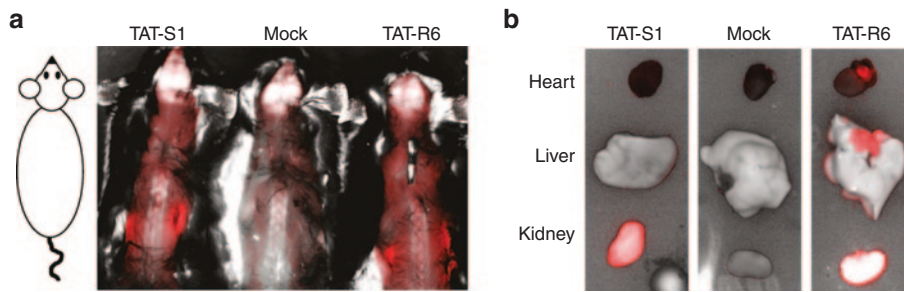 a
TAT-S1 Mock TAT-R6
b
TAT-S1 Mock TAT-R6
Heart
Liver
Kidney